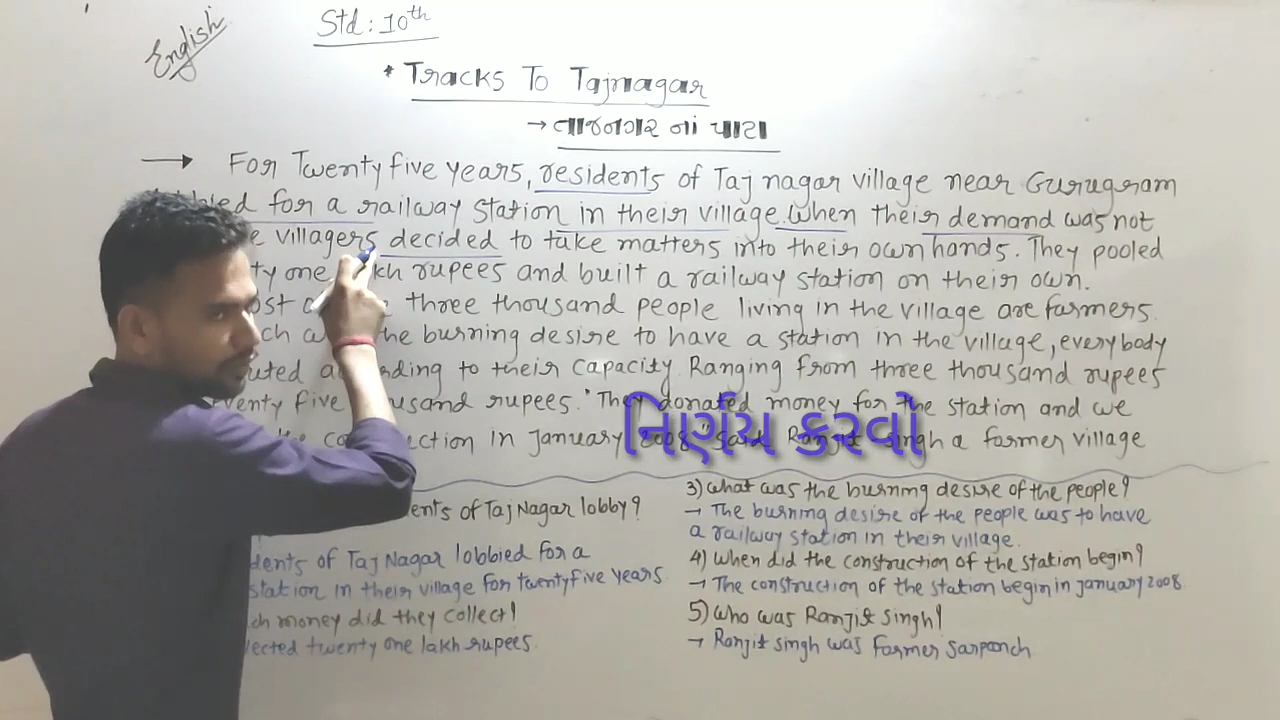 English
Std: 10th
* Tracks To Tajnagar
→ તાજનગર નાં પાટા
→ For Twenty five years, residents of Taj nagar village near Gurugram
for a railway station in their village. When their demand was not
villagers decided to take matters into their own hands. They pooled
one lakh rupees and built a railway station on their own.
three thousand people living in the village are farmers.
the burning desire to have a station in the village, everybody
to their capacity. Ranging from three thousand rupees
five rupees. "They donated money for the station and we
in January 2008," said Ranjit Singh a farmer village
નિર્ણય કરવો
of Taj Nagar lobby?
of Taj Nagar lobbied for a
station in their village for twentyfive years.
money did they collect?
twenty one lakh rupees.
3) What was the burning desire of the people?
→ The burning desire of the people was to have
a railway station in their village.
4) When did the construction of the station begin?
→ The construction of the station begin in january 2008.
5) Who was Ranjit singh?
→ Ranjit singh was farmer sarpanch